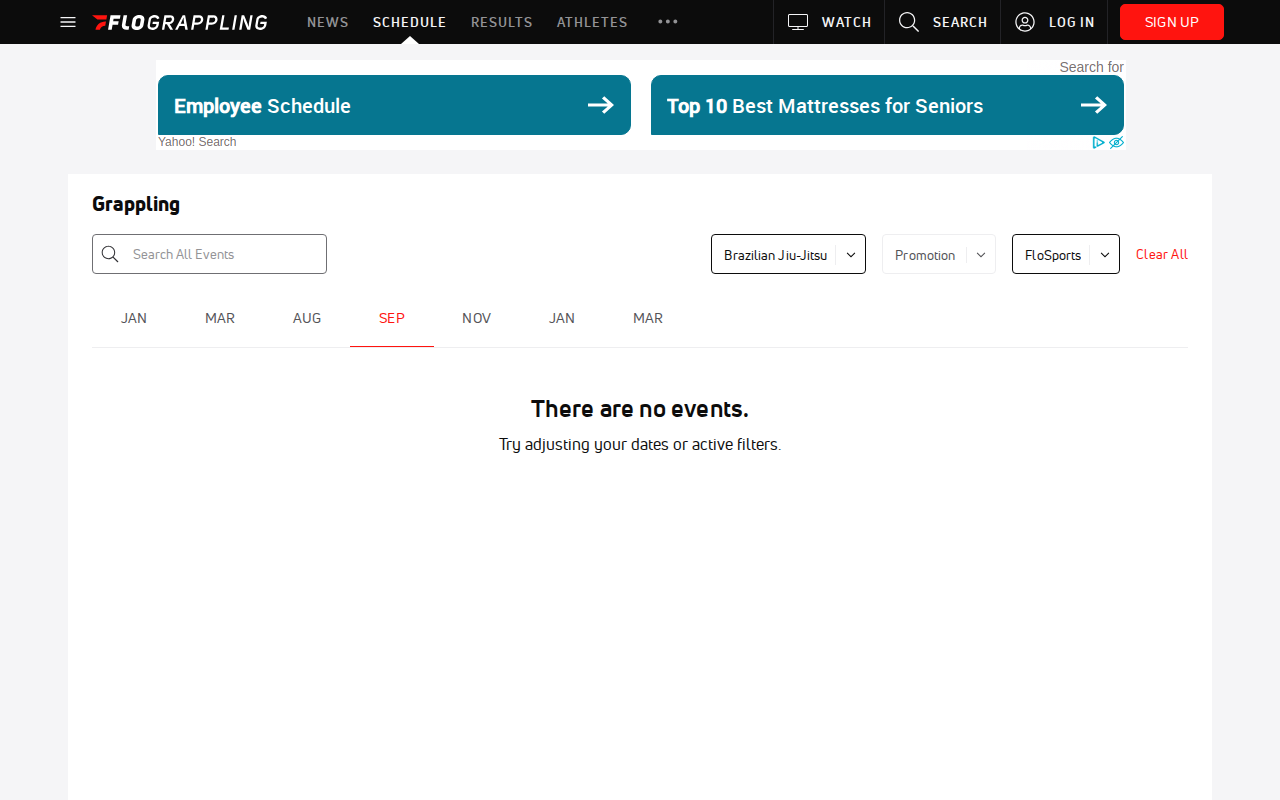 FLOGRAPPLING NEWS SCHEDULE RESULTS ATHLETES ••• WATCH SEARCH LOG IN SIGN UP
Search for
Employee Schedule
Top 10 Best Mattresses for Seniors
Yahoo! Search
Grappling
Search All Events
Brazilian Jiu-Jitsu Promotion FloSports Clear All
JAN MAR AUG SEP NOV JAN MAR
There are no events.
Try adjusting your dates or active filters.